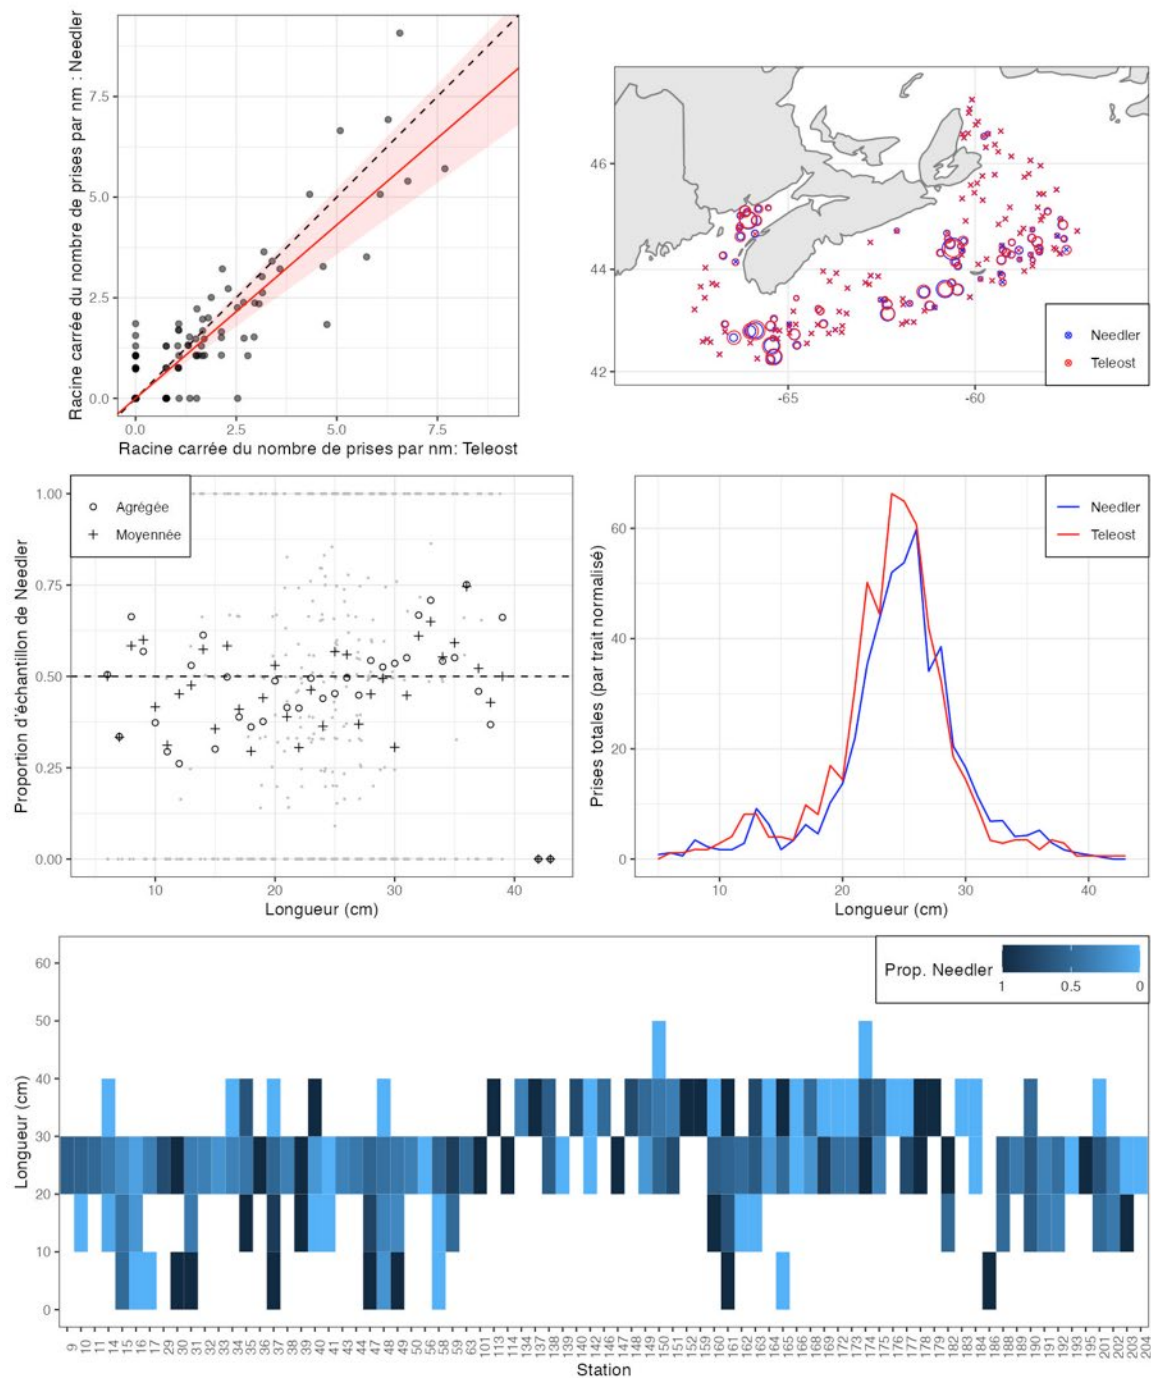 Racine carrée du nombre de prises par nm : Needler
7.5
5.0
2.5
0.0
0.0
2.5
5.0
7.5
Racine carrée du nombre de prises par nm: Teleost
46
44
42
-65
-60
Needler
Teleost
Proportion d'échantillon de Needler
1.00
0.75
0.50
0.25
0.00
Agrégée
Moyennée
10
20
30
40
Longueur (cm)
Prises totales (par trait normalisé)
60
40
20
0
Needler
Teleost
10
20
30
40
Longueur (cm)
Prop. Needler
1
0.5
0
Longueur (cm)
60
50
40
30
20
10
0
9 10 11 14 15 16 17 29 30 31 32 33 34 35 36 37 38 39 40 41 43 44 45 46 47 48 49 50 56 58 59 63 101 113 114 134 137 138 139 140 142 146 147 148 149 150 151 152 159 160 161 162 163 164 165 166 168 169 172 173 174 175 176 177 178 179 182 183 184 186 188 189 190 191 192 193 195 201 202 203 204
Station